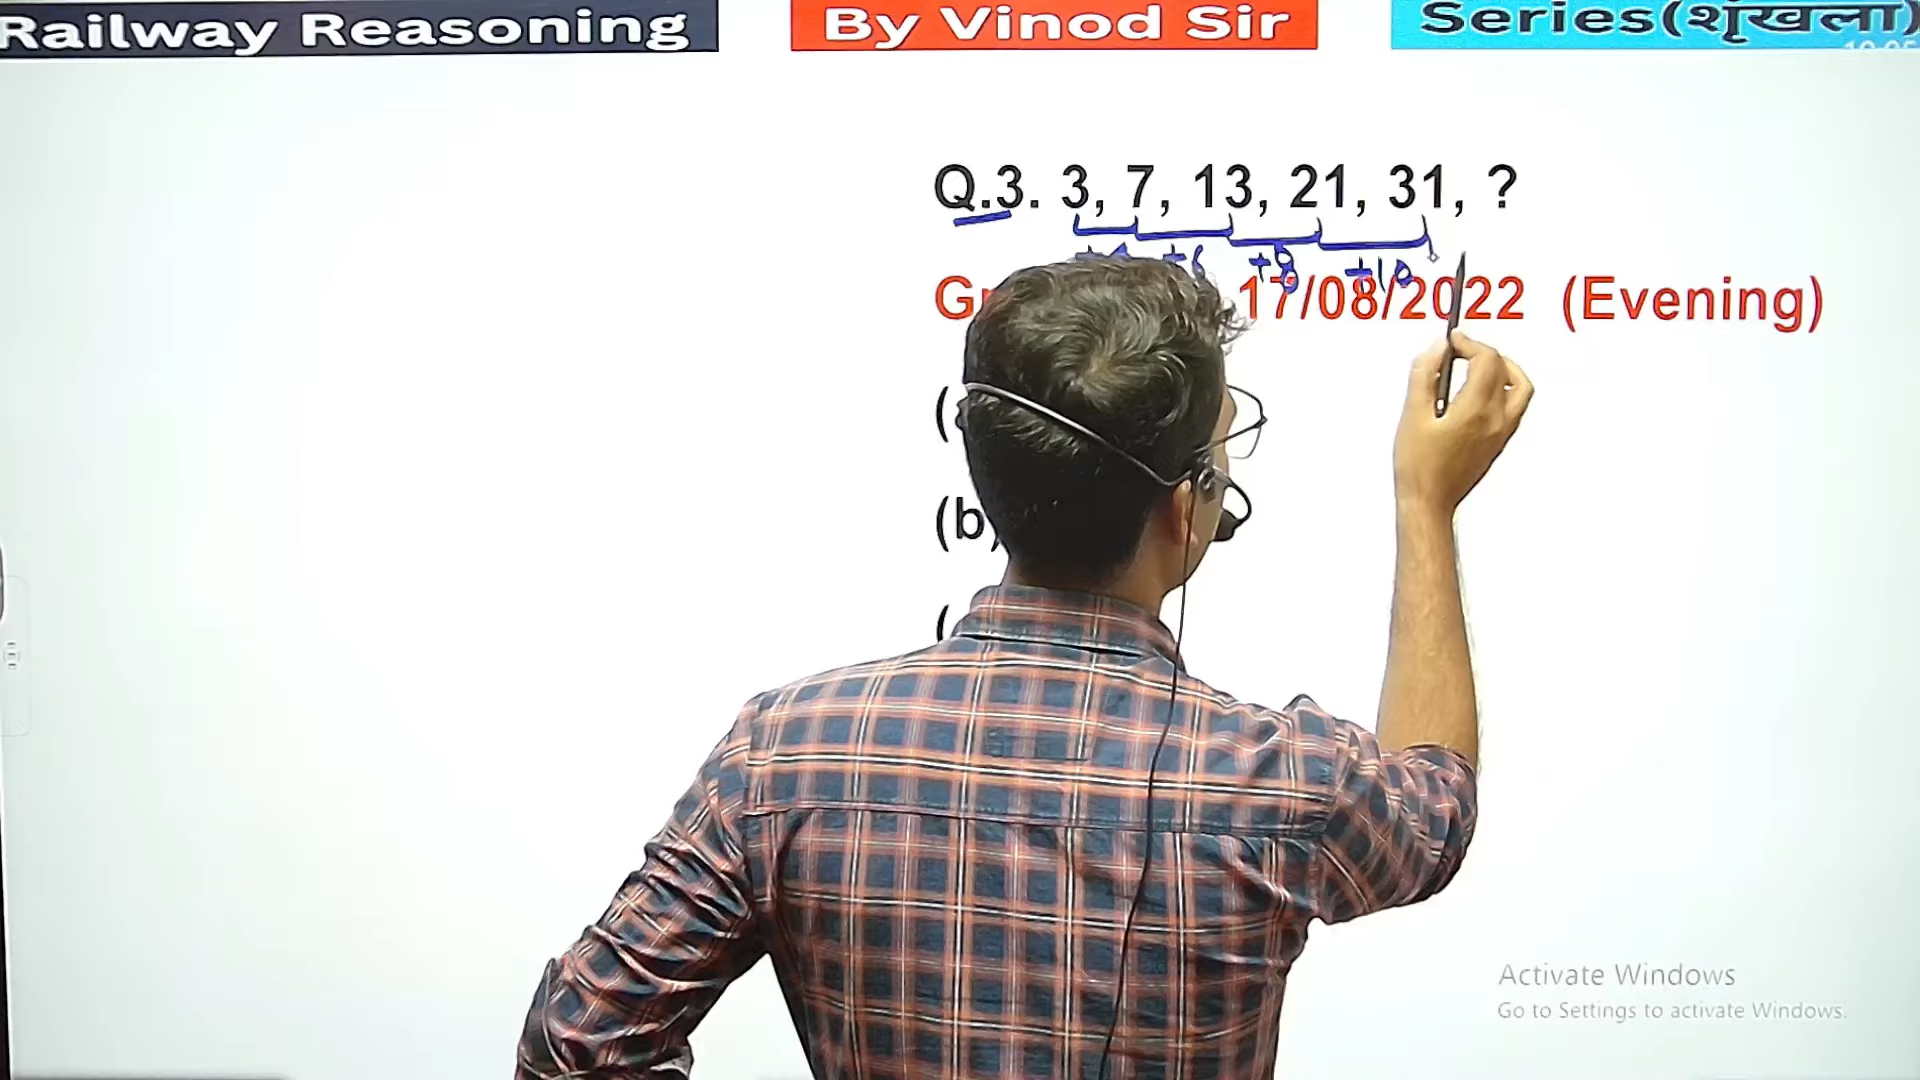 Railway Reasoning
By Vinod Sir
Series(शृंखला)
Q.3. 3, 7, 13, 21, 31, ?
+6 +8 +10
17/08/2022 (Evening)
(b)
Activate Windows
Go to Settings to activate Windows.